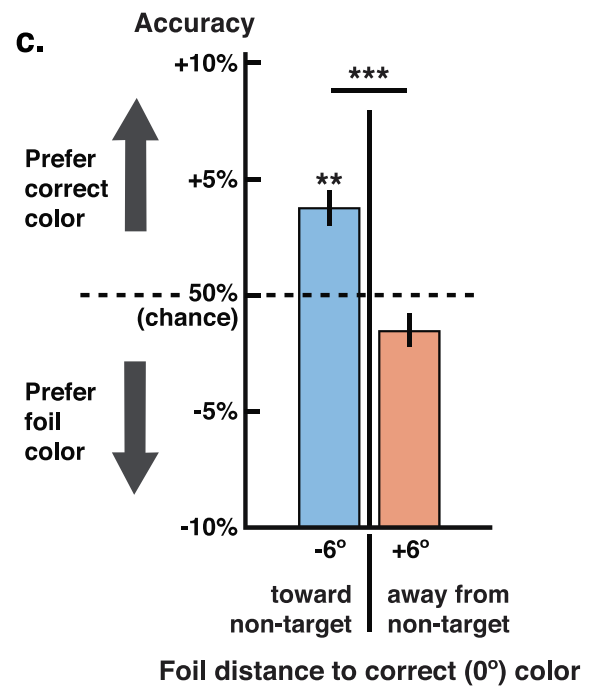 c.
Accuracy
+10%
+5%
50%
(chance)
-5%
-10%
Prefer
correct
color
Prefer
foil
color
***
**
-6º
+6º
toward
non-target
away from
non-target
Foil distance to correct (0º) color